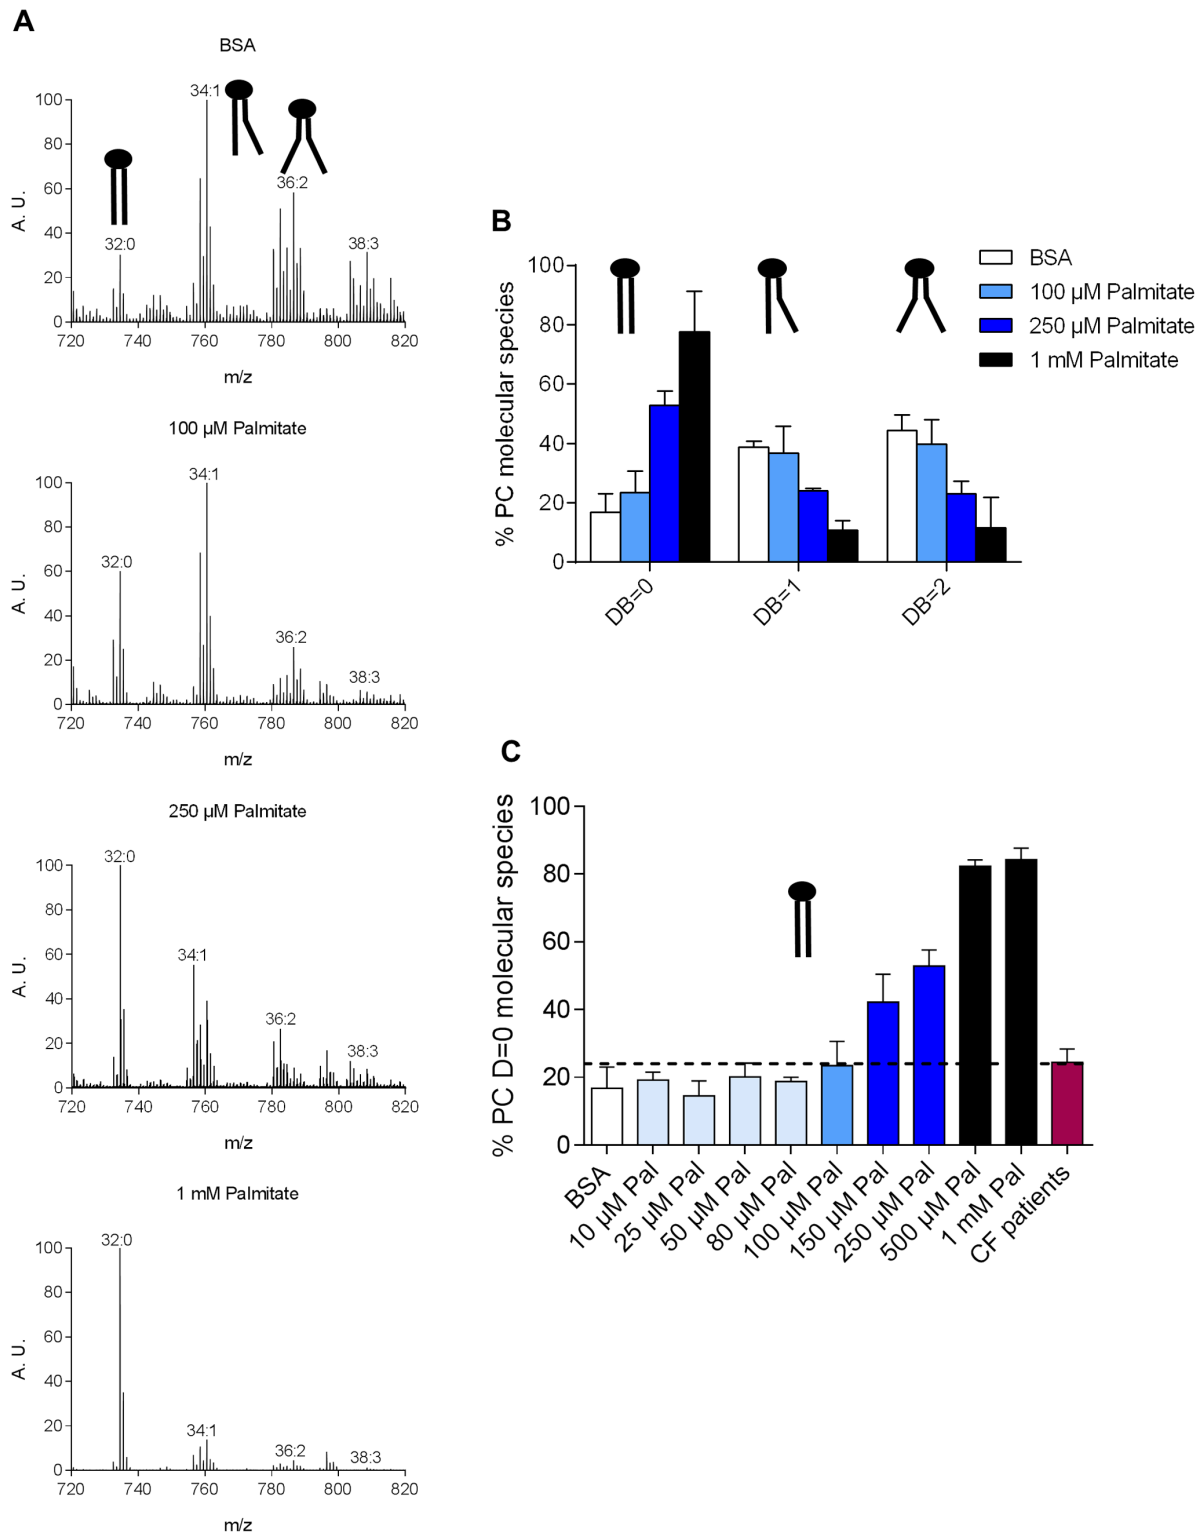 A
BSA
A. U.
100
80
60
40
20
0
32:0
34:1
36:2
38:3
720 740 760 780 800 820
m/z
100 µM Palmitate
A. U.
100
80
60
40
20
0
32:0
34:1
36:2
38:3
720 740 760 780 800 820
m/z
250 µM Palmitate
A. U.
100
80
60
40
20
0
32:0
34:1
36:2
38:3
720 740 760 780 800 820
m/z
1 mM Palmitate
A. U.
100
80
60
40
20
0
32:0
34:1
36:2
38:3
720 740 760 780 800 820
m/z
B
% PC molecular species
100
80
60
40
20
0
DB=0
DB=1
DB=2
BSA
100 µM Palmitate
250 µM Palmitate
1 mM Palmitate
C
% PC D=0 molecular species
100
80
60
40
20
0
BSA
10 µM Pal
25 µM Pal
50 µM Pal
80 µM Pal
100 µM Pal
150 µM Pal
250 µM Pal
500 µM Pal
1 mM Pal
CF patients